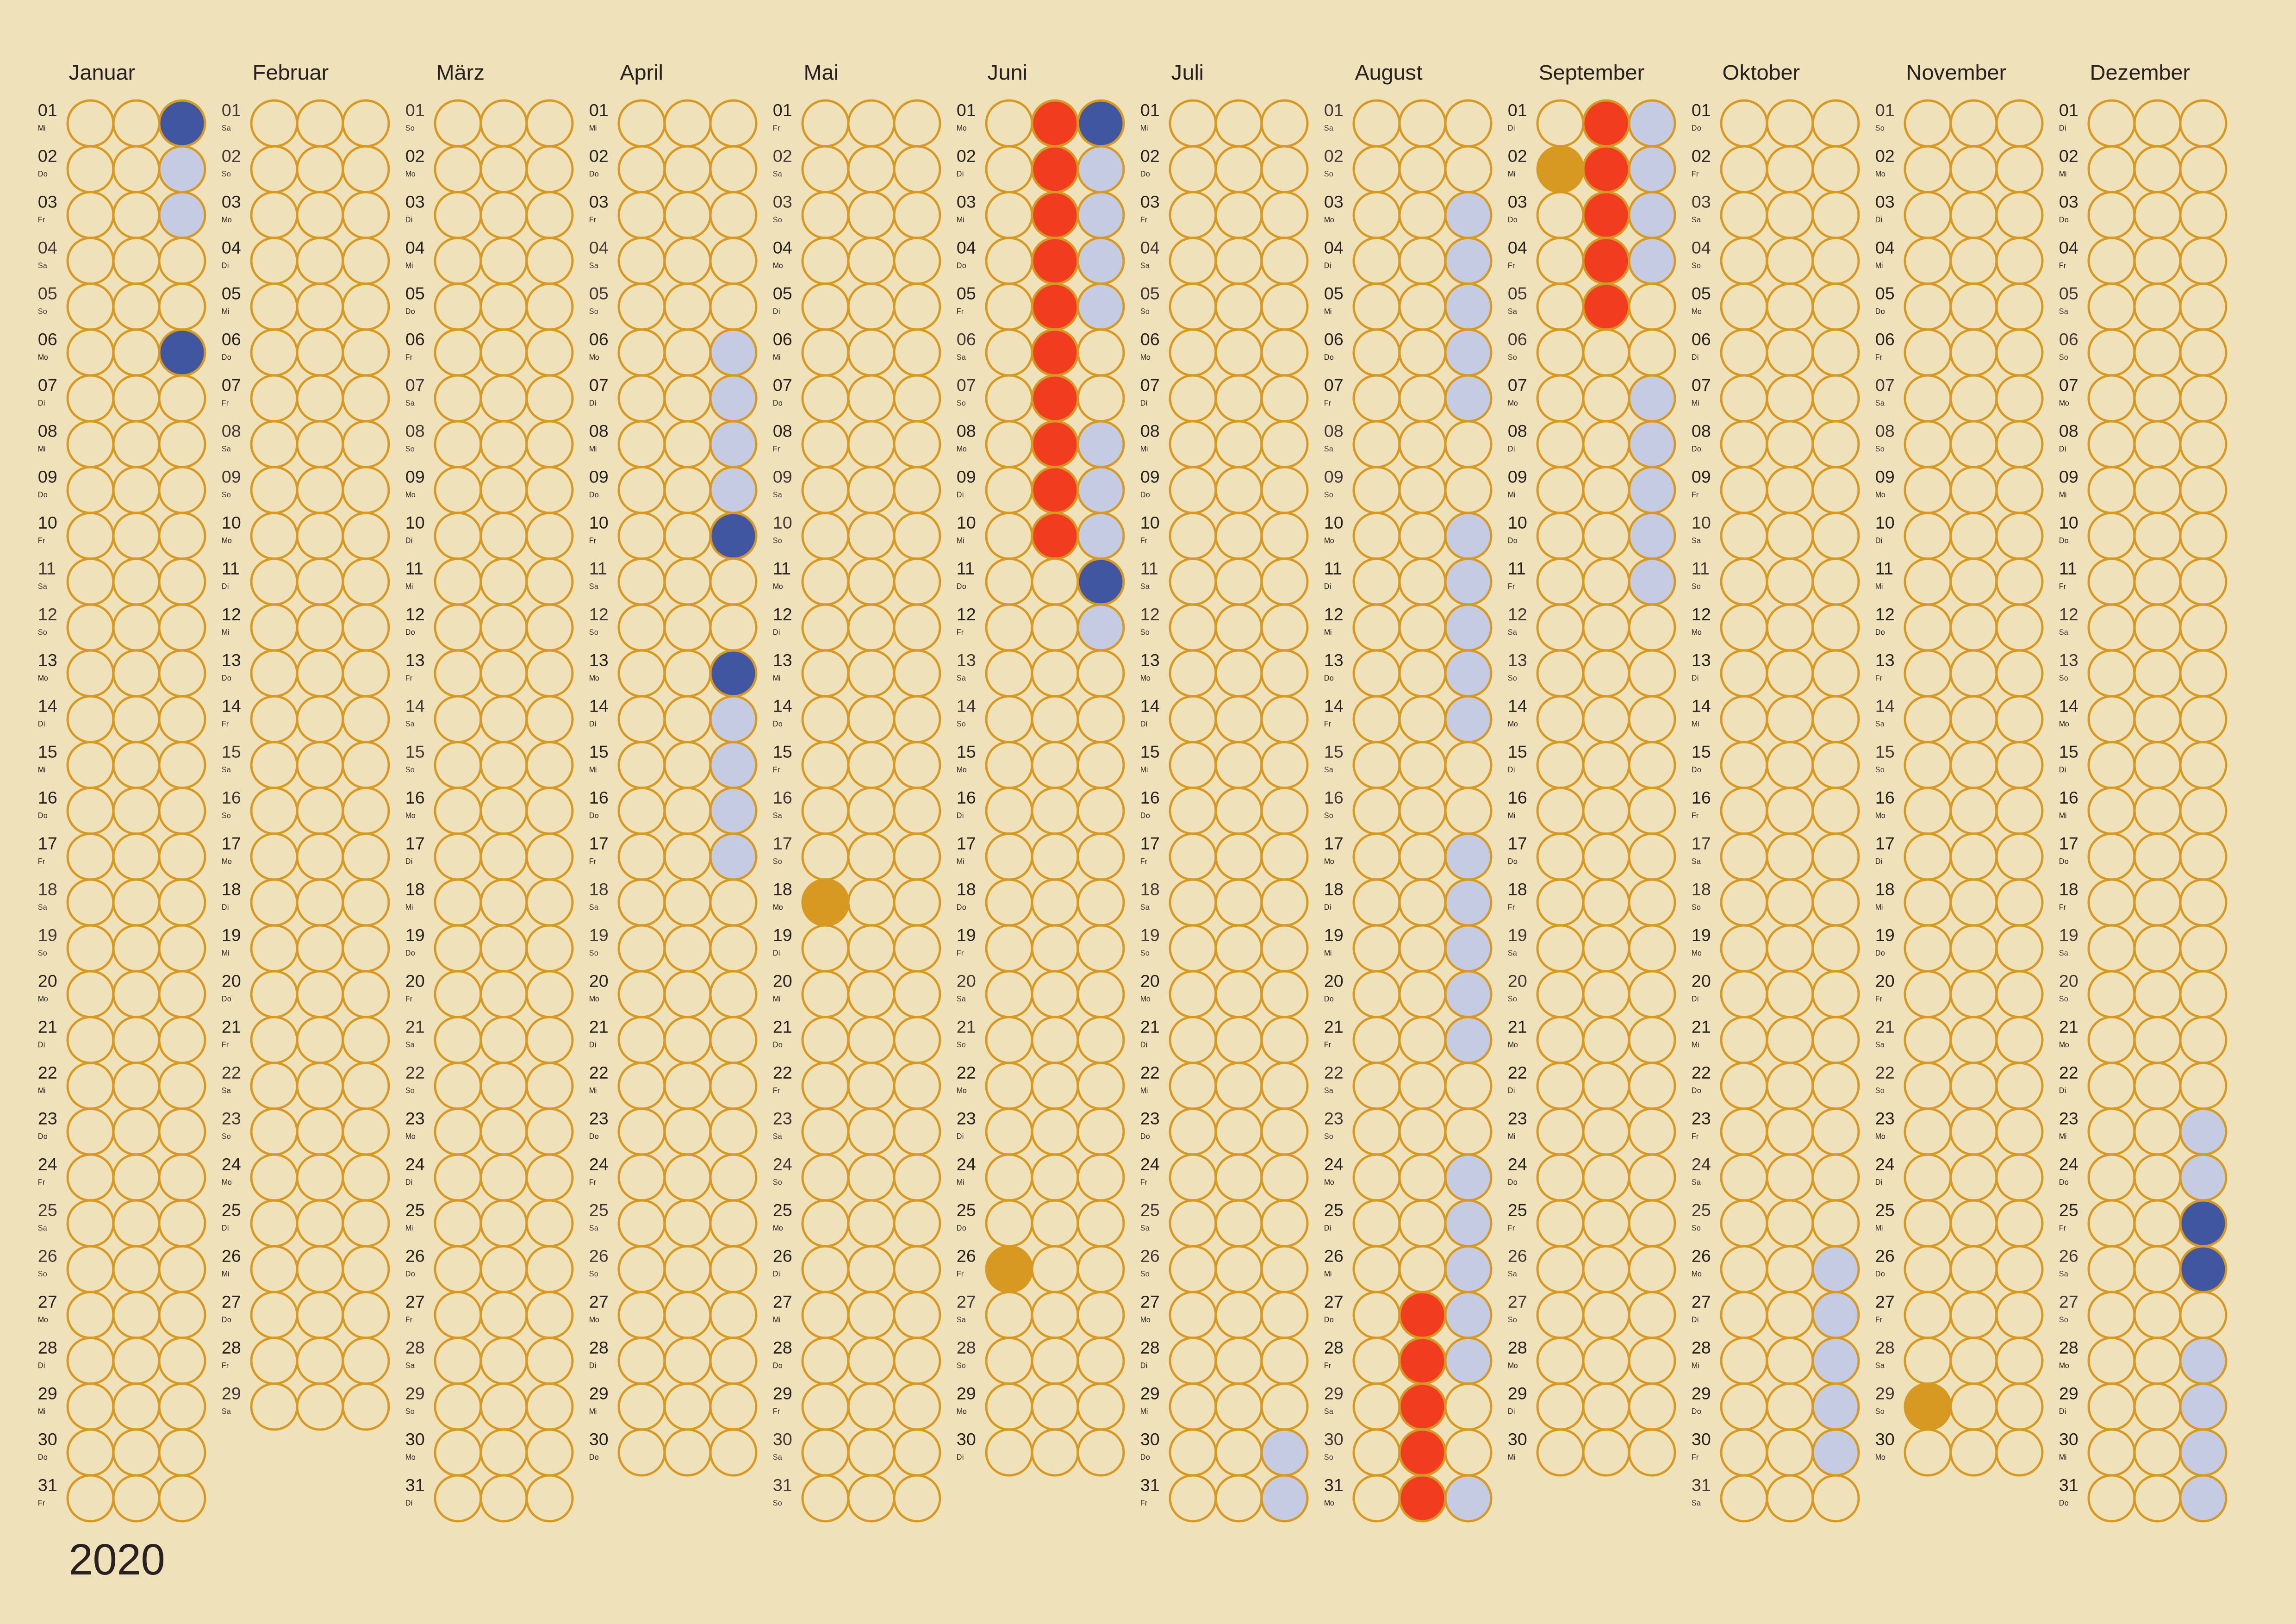 Januar Februar März April Mai Juni Juli August September Oktober November Dezember
01 01 01 01 01 01 01 01 01 01 01 01
Mi Sa So Mi Fr Mo Mi Sa Di Do So Di
02 02 02 02 02 02 02 02 02 02 02 02
Do So Mo Do Sa Di Do So Mi Fr Mo Mi
03 03 03 03 03 03 03 03 03 03 03 03
Fr Mo Di Fr So Mi Fr Mo Do Sa Di Do
04 04 04 04 04 04 04 04 04 04 04 04
Sa Di Mi Sa Mo Do Sa Di Fr So Mi Fr
05 05 05 05 05 05 05 05 05 05 05 05
So Mi Do So Di Fr So Mi Sa Mo Do Sa
06 06 06 06 06 06 06 06 06 06 06 06
Mo Do Fr Mo Mi Sa Mo Do So Di Fr So
07 07 07 07 07 07 07 07 07 07 07 07
Di Fr Sa Di Do So Di Fr Mo Mi Sa Mo
08 08 08 08 08 08 08 08 08 08 08 08
Mi Sa So Mi Fr Mo Mi Sa Di Do So Di
09 09 09 09 09 09 09 09 09 09 09 09
Do So Mo Do Sa Di Do So Mi Fr Mo Mi
10 10 10 10 10 10 10 10 10 10 10 10
Fr Mo Di Fr So Mi Fr Mo Do Sa Di Do
11 11 11 11 11 11 11 11 11 11 11 11
Sa Di Mi Sa Mo Do Sa Di Fr So Mi Fr
12 12 12 12 12 12 12 12 12 12 12 12
So Mi Do So Di Fr So Mi Sa Mo Do Sa
13 13 13 13 13 13 13 13 13 13 13 13
Mo Do Fr Mo Mi Sa Mo Do So Di Fr So
14 14 14 14 14 14 14 14 14 14 14 14
Di Fr Sa Di Do So Di Fr Mo Mi Sa Mo
15 15 15 15 15 15 15 15 15 15 15 15
Mi Sa So Mi Fr Mo Mi Sa Di Do So Di
16 16 16 16 16 16 16 16 16 16 16 16
Do So Mo Do Sa Di Do So Mi Fr Mo Mi
17 17 17 17 17 17 17 17 17 17 17 17
Fr Mo Di Fr So Mi Fr Mo Do Sa Di Do
18 18 18 18 18 18 18 18 18 18 18 18
Sa Di Mi Sa Mo Do Sa Di Fr So Mi Fr
19 19 19 19 19 19 19 19 19 19 19 19
So Mi Do So Di Fr So Mi Sa Mo Do Sa
20 20 20 20 20 20 20 20 20 20 20 20
Mo Do Fr Mo Mi Sa Mo Do So Di Fr So
21 21 21 21 21 21 21 21 21 21 21 21
Di Fr Sa Di Do So Di Fr Mo Mi Sa Mo
22 22 22 22 22 22 22 22 22 22 22 22
Mi Sa So Mi Fr Mo Mi Sa Di Do So Di
23 23 23 23 23 23 23 23 23 23 23 23
Do So Mo Do Sa Di Do So Mi Fr Mo Mi
24 24 24 24 24 24 24 24 24 24 24 24
Fr Mo Di Fr So Mi Fr Mo Do Sa Di Do
25 25 25 25 25 25 25 25 25 25 25 25
Sa Di Mi Sa Mo Do Sa Di Fr So Mi Fr
26 26 26 26 26 26 26 26 26 26 26 26
So Mi Do So Di Fr So Mi Sa Mo Do Sa
27 27 27 27 27 27 27 27 27 27 27 27
Mo Do Fr Mo Mi Sa Mo Do So Di Fr So
28 28 28 28 28 28 28 28 28 28 28 28
Di Fr Sa Di Do So Di Fr Mo Mi Sa Mo
29 29 29 29 29 29 29 29 29 29 29 29
Mi Sa So Mi Fr Mo Mi Sa Di Do So Di
30 30 30 30 30 30 30 30 30 30 30
Do Mo Do Sa Di Do So Mi Fr Mo Mi
31 31 31 31 31 31 31
Fr Di So Fr Mo Sa Do
2020